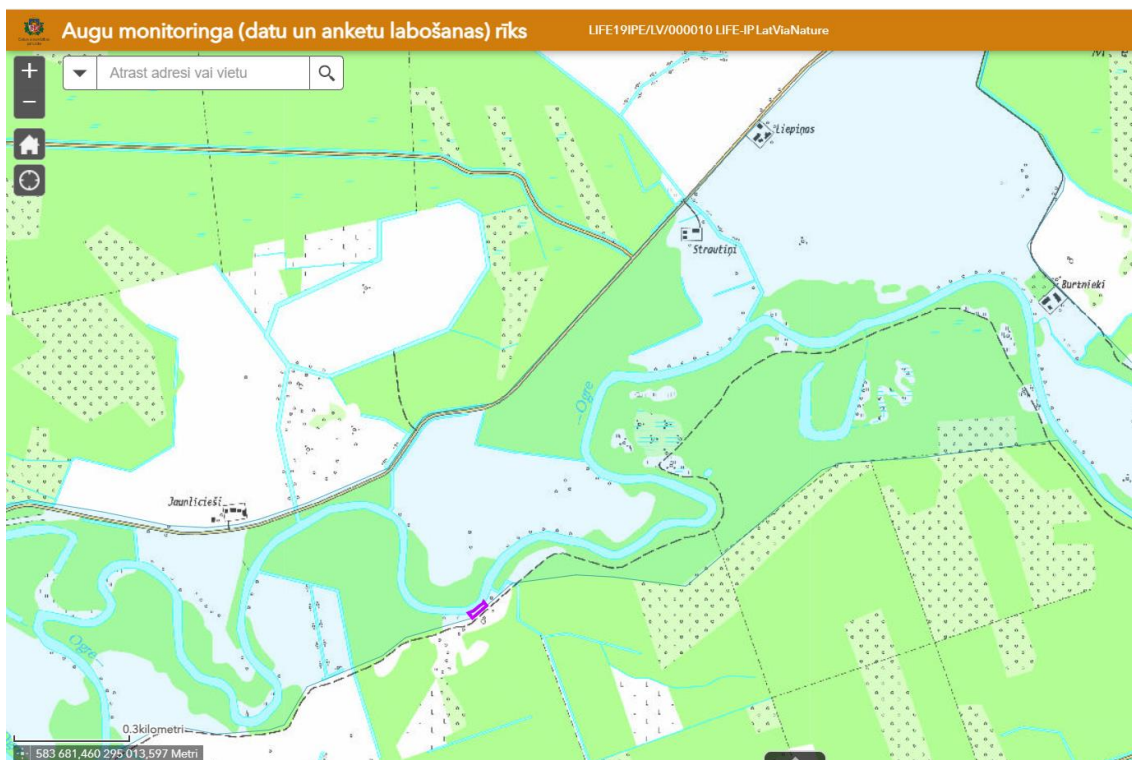 Augu monitoringa (datu un anketu labošanas) rīks
LIFE19IPE/LV/000010 LIFE-IP LatViaNature
Atrast adresi vai vietu
Liepiņas
Strautiņi
Burtnieki
Ogre
Jaunlīcieši
Ogre
0.3kilometri
583 681,460 295 013,597 Metri